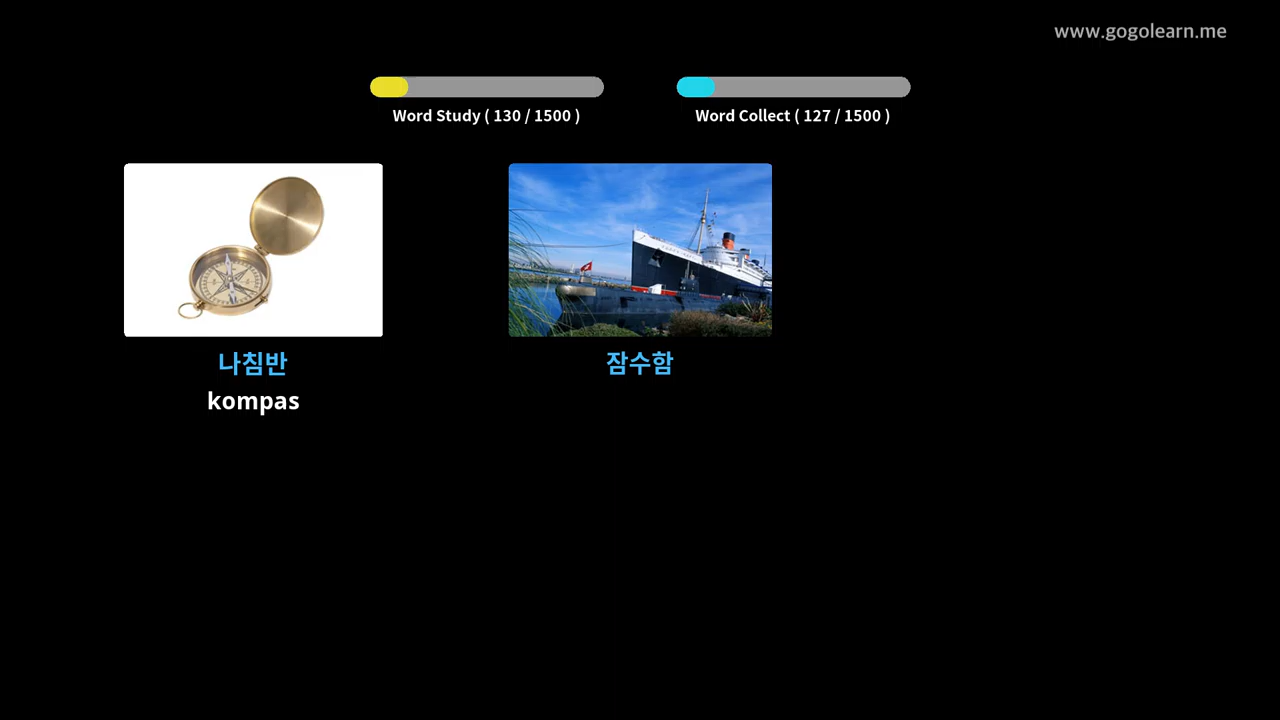 www.gogolearn.me
Word Study ( 130 / 1500 )
Word Collect ( 127 / 1500 )
나침반
kompas
잠수함